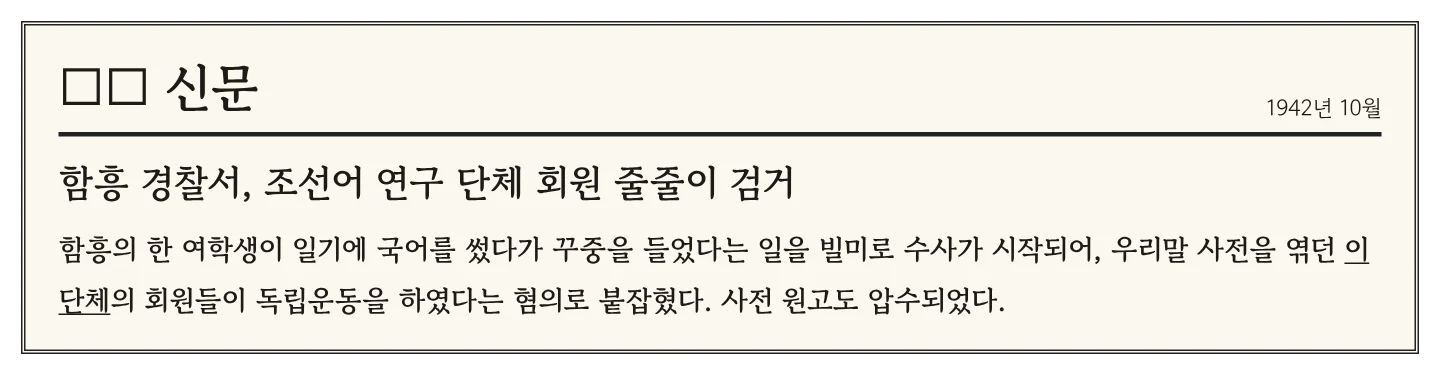 □□ 신문
1942년 10월
함흥 경찰서, 조선어 연구 단체 회원 줄줄이 검거
함흥의 한 여학생이 일기에 국어를 썼다가 꾸중을 들었다는 일을 빌미로 수사가 시작되어, 우리말 사전을 엮던 이
단체의 회원들이 독립운동을 하였다는 혐의로 붙잡혔다. 사전 원고도 압수되었다.